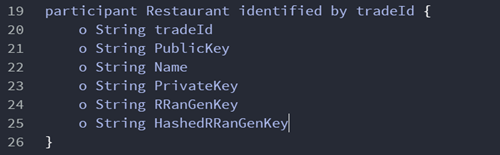 19 participant Restaurant identified by tradeId {
20 o String tradeId
21 o String PublicKey
22 o String Name
23 o String PrivateKey
24 o String RRanGenKey
25 o String HashedRRanGenKey
26 }